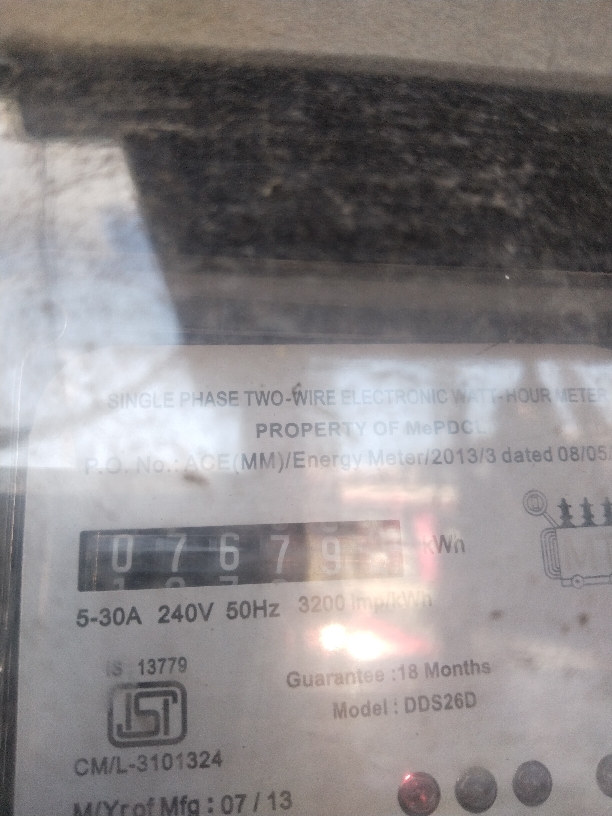 SINGLE PHASE TWO-WIRE ELECTRONIC WATT-HOUR METER
PROPERTY OF MePDCL
P.O. No.: ACE(MM)/Energy Meter/2013/3 dated 08/05/
0 7 6 7 9 kWh
5-30A 240V 50Hz 3200 imp/kWh
IS 13779
Guarantee :18 Months
Model : DDS26D
CM/L-3101324
M/Yr of Mfg : 07 / 13